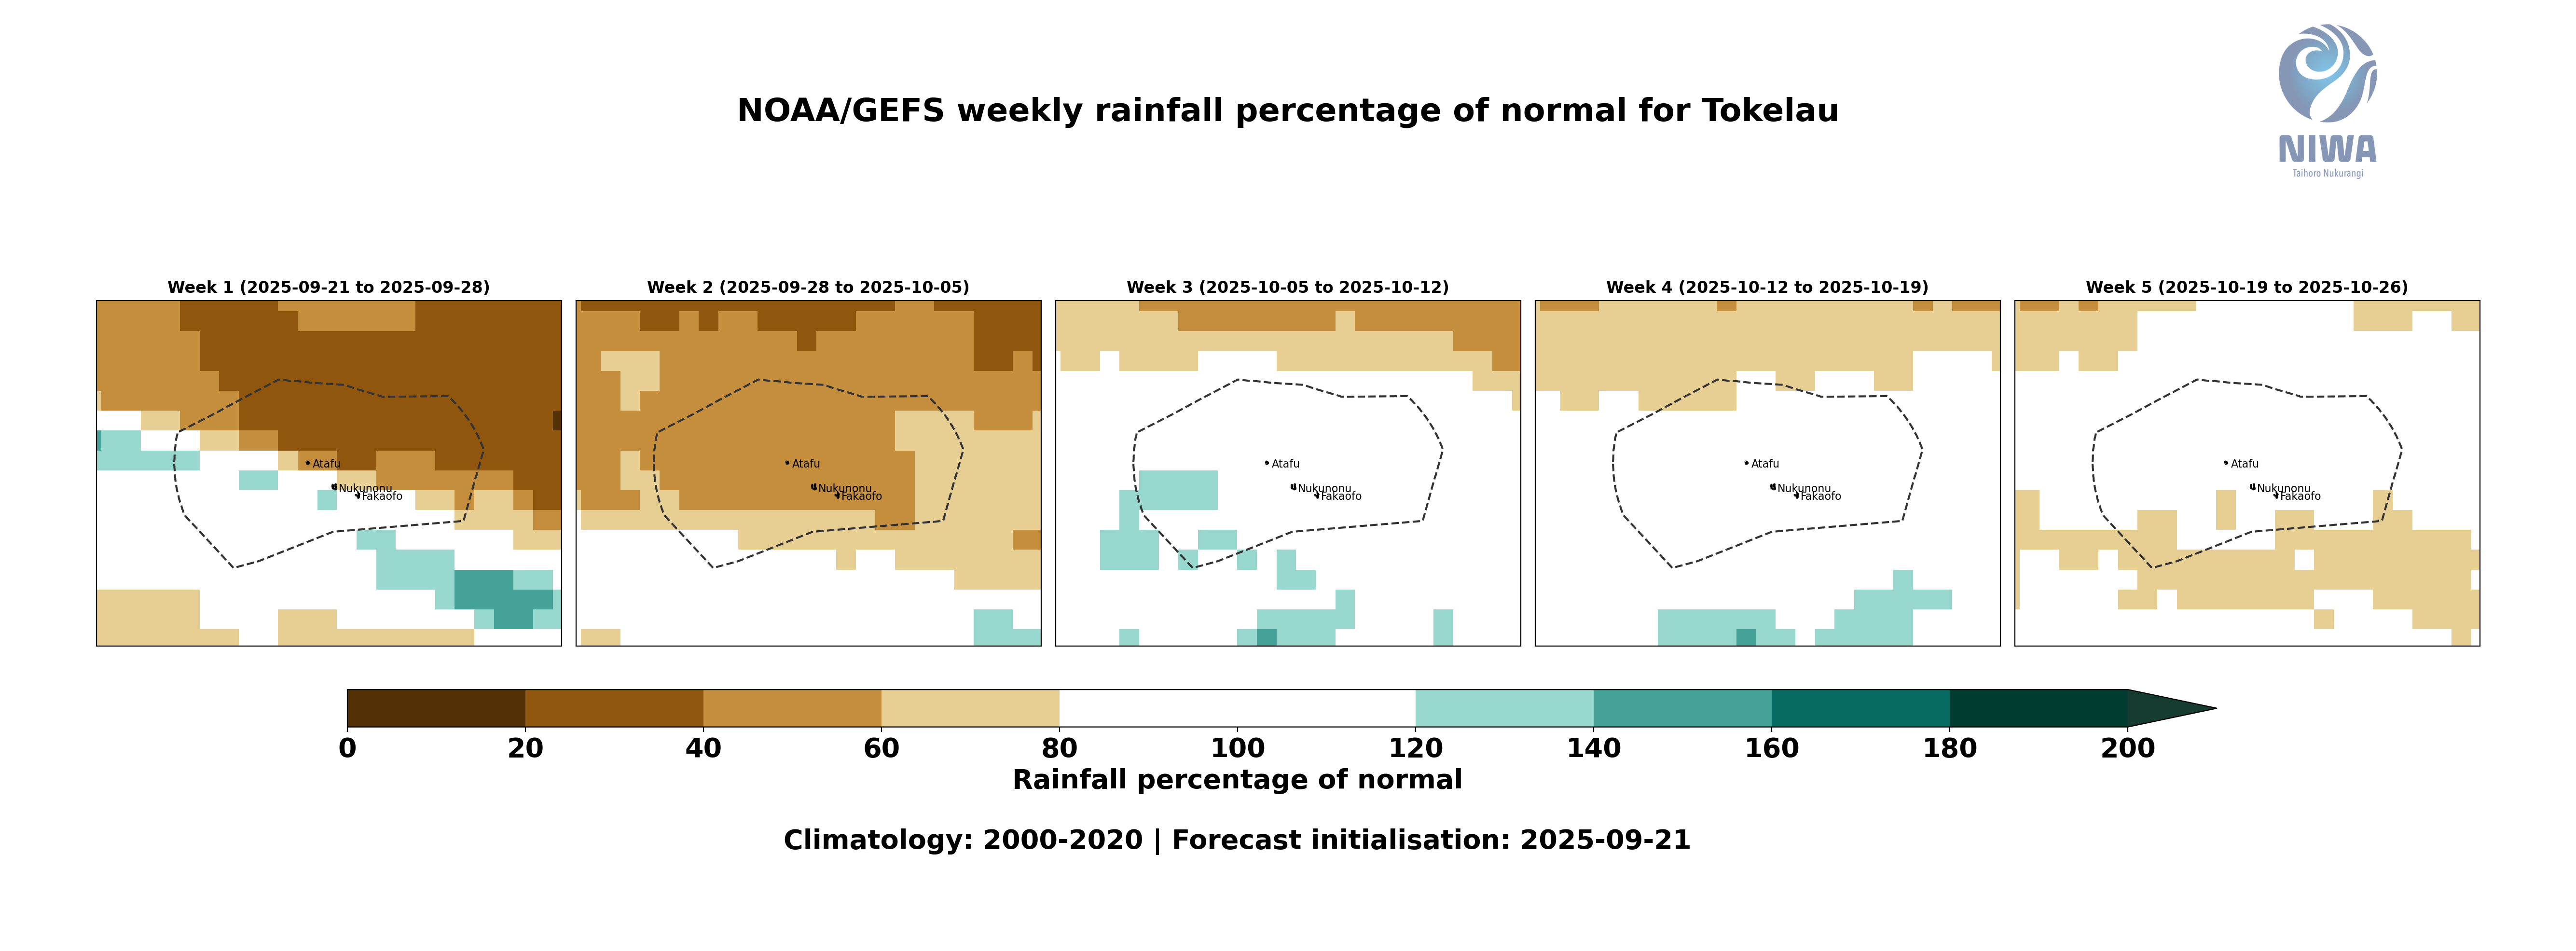 NOAA/GEFS weekly rainfall percentage of normal for Tokelau
NIWA
Taihoro Nukurangi
Week 1 (2025-09-21 to 2025-09-28)
Week 2 (2025-09-28 to 2025-10-05)
Week 3 (2025-10-05 to 2025-10-12)
Week 4 (2025-10-12 to 2025-10-19)
Week 5 (2025-10-19 to 2025-10-26)
Atafu
Nukunonu
Fakaofo
Atafu
Nukunonu
Fakaofo
Atafu
Nukunonu
Fakaofo
Atafu
Nukunonu
Fakaofo
Atafu
Nukunonu
Fakaofo
0 20 40 60 80 100 120 140 160 180 200
Rainfall percentage of normal
Climatology: 2000-2020 | Forecast initialisation: 2025-09-21